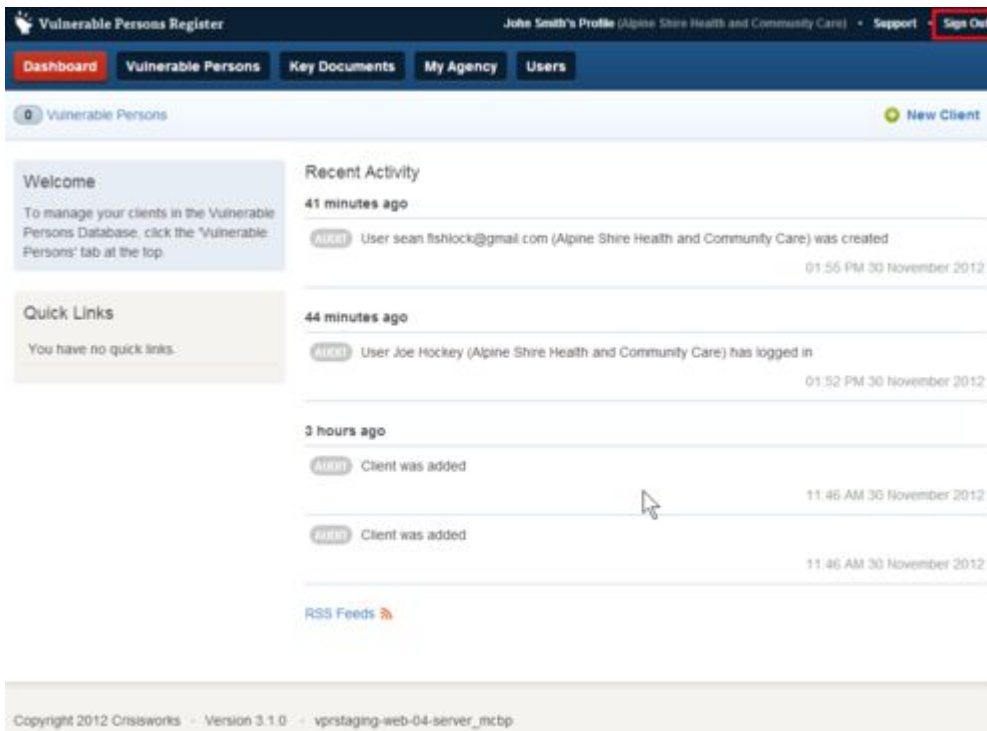 Vulnerable Persons Register
John Smith's Profile (Alpine Shire Health and Community Care) • Support • Sign Out
Dashboard Vulnerable Persons Key Documents My Agency Users
0 Vulnerable Persons
New Client
Welcome
To manage your clients in the Vulnerable
Persons Database, click the 'Vulnerable
Persons' tab at the top.
Quick Links
You have no quick links.
Recent Activity
41 minutes ago
AUDIT User sean.fishlock@gmail.com (Alpine Shire Health and Community Care) was created
01:55 PM 30 November 2012
44 minutes ago
AUDIT User Joe Hockey (Alpine Shire Health and Community Care) has logged in
01:52 PM 30 November 2012
3 hours ago
AUDIT Client was added
11:46 AM 30 November 2012
AUDIT Client was added
11:46 AM 30 November 2012
RSS Feeds
Copyright 2012 Crisisworks · Version 3.1.0 · vprstaging-web-04-server_mcbp